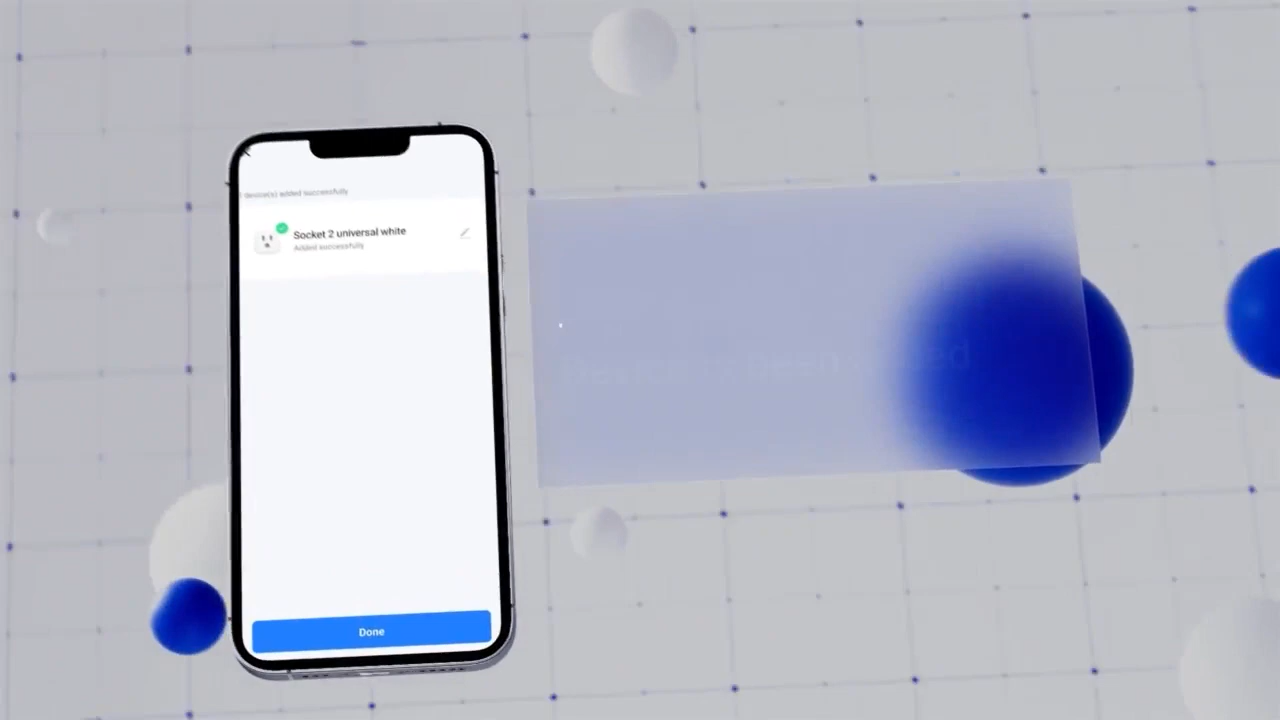 device(s) added successfully
Socket 2 universal white
Added successfully
Done